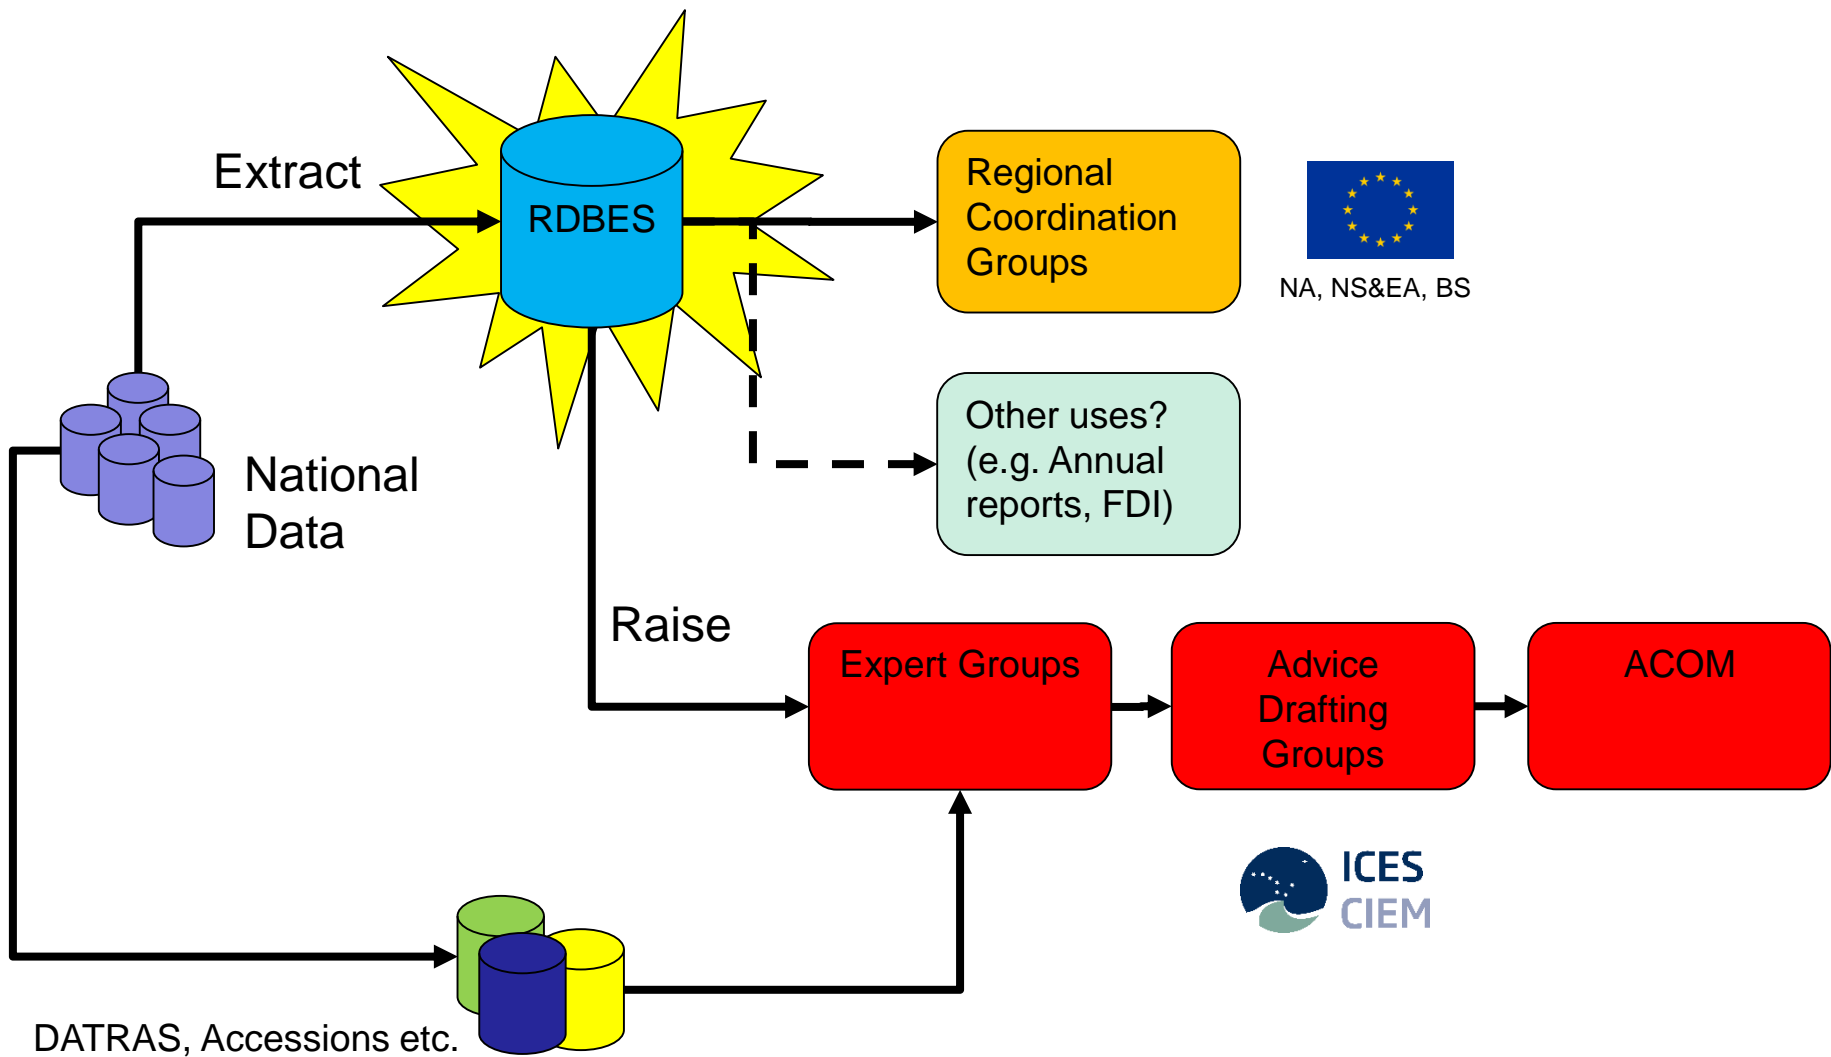 Extract
RDBES
Regional
Coordination
Groups
NA, NS&EA, BS
National
Data
Other uses?
(e.g. Annual
reports, FDI)
Raise
Expert Groups
Advice
Drafting
Groups
ACOM
ICES
CIEM
DATRAS, Accessions etc.